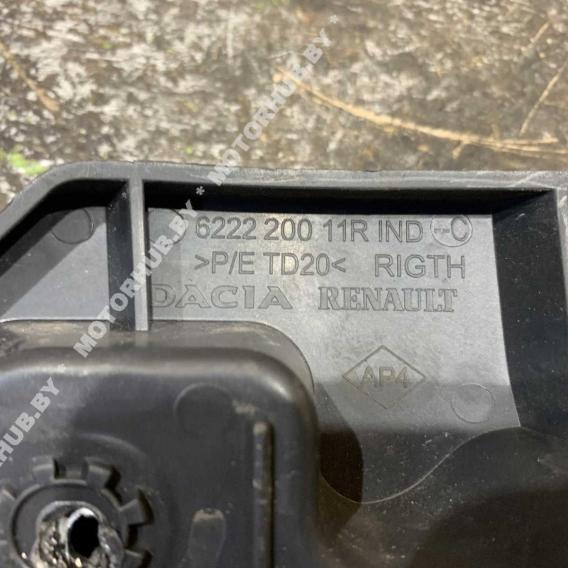 6222 200 11R IND C
>P/E TD20< RIGTH
DACIA RENAULT
AP4
MOTORHUB.BY * MOTORHUB.BY * MOTORHUB.BY